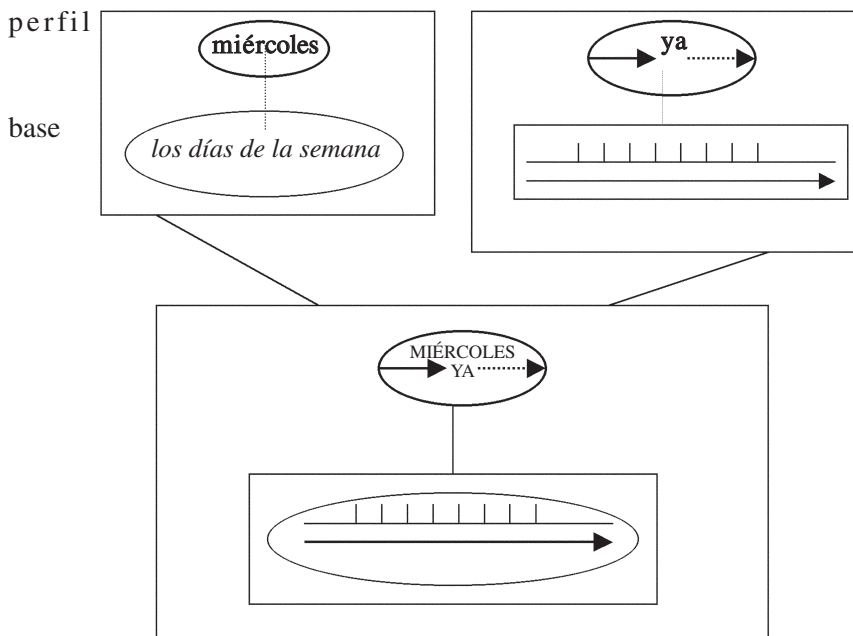 perfil
miércoles
ya
base
los días de la semana
MIÉRCOLES
YA